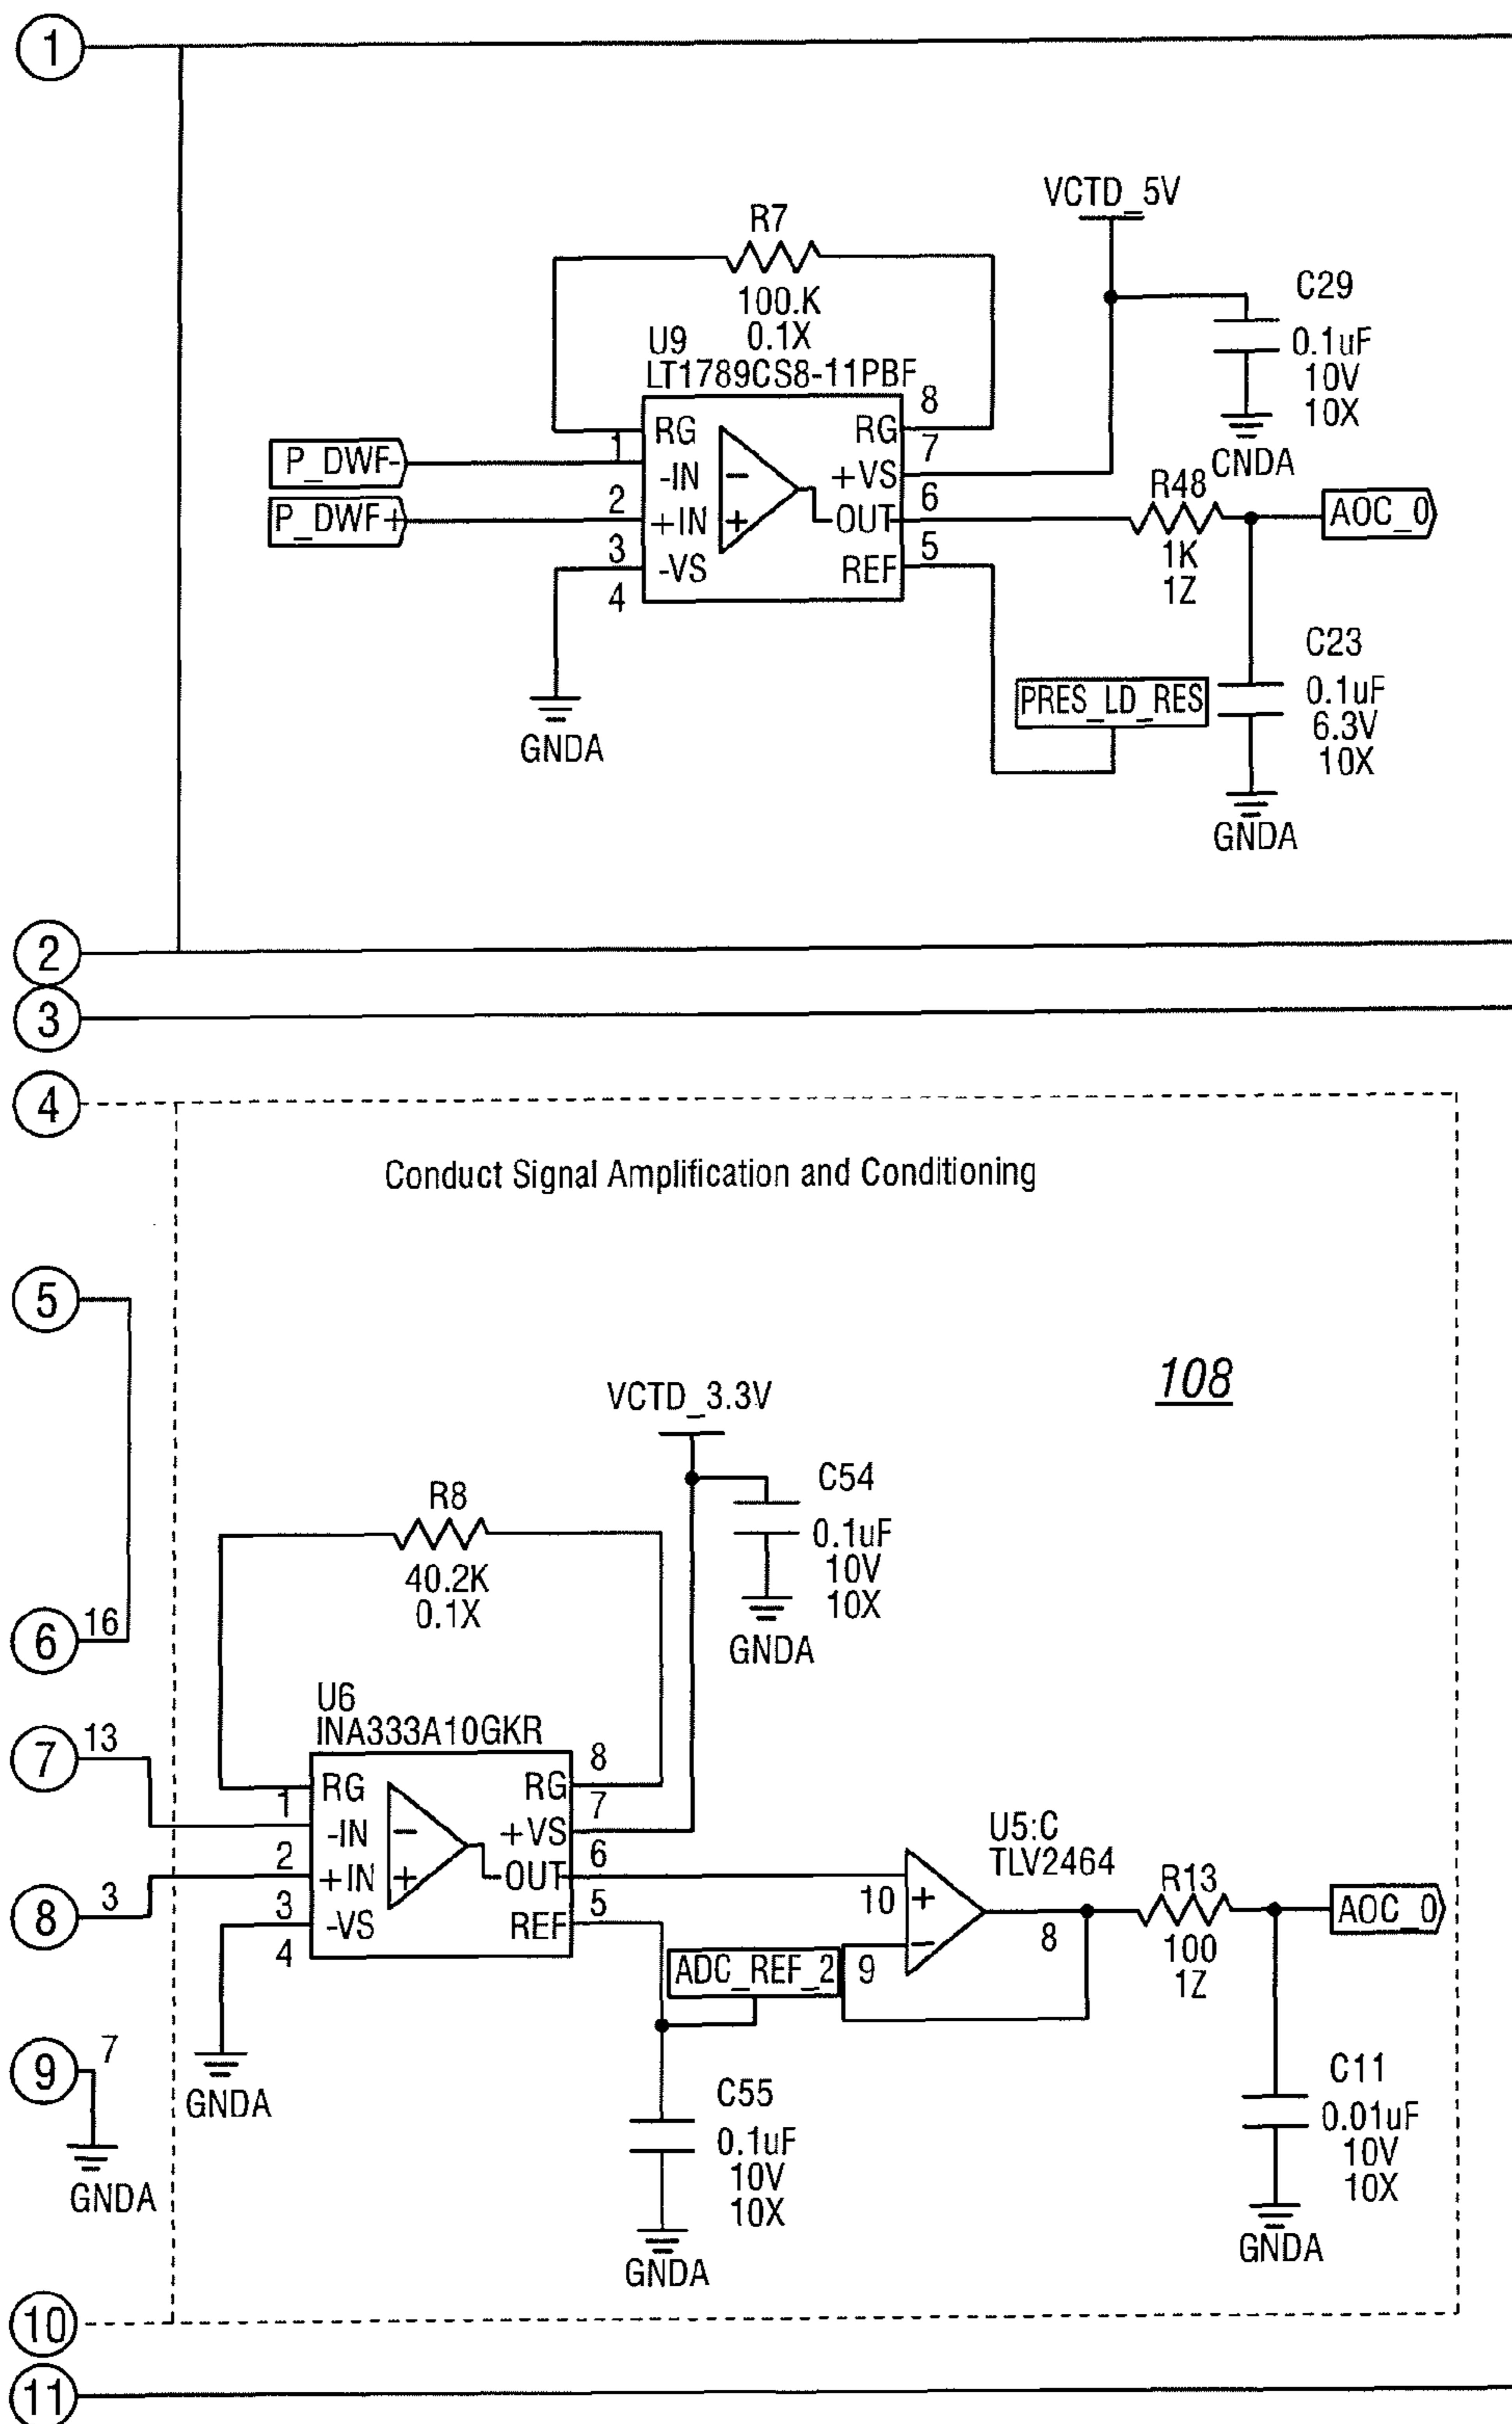 1
VCTD_5V
R7
100.K
0.1X
C29
0.1uF
10V
10X
CNDA
U9
LT1789CS8-11PBF
P_DWF-
P_DWF+
1
2
3
4
RG
-IN
+IN
-VS
RG
+VS
OUT
REF
8
7
6
5
R48
1K
1Z
AOC_0
GNDA
PRES_LD_RES
C23
0.1uF
6.3V
10X
GNDA
2
3
4
Conduct Signal Amplification and Conditioning
5
108
VCTD_3.3V
C54
0.1uF
10V
10X
GNDA
R8
40.2K
0.1X
6
16
U6
INA333A10GKR
7
13
8
3
1
2
3
4
RG
-IN
+IN
-VS
RG
+VS
OUT
REF
8
7
6
5
U5:C
TLV2464
10
9
8
R13
100
1Z
AOC_0
ADC_REF_2
9
7
GNDA
GNDA
C55
0.1uF
10V
10X
GNDA
C11
0.01uF
10V
10X
GNDA
10
11